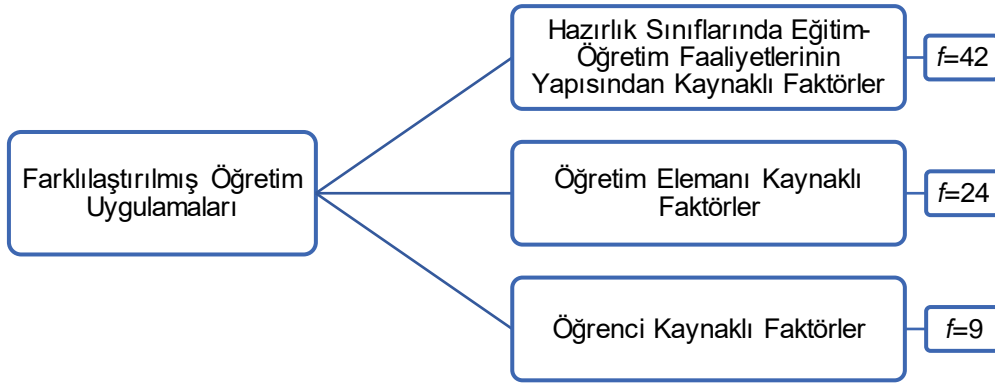 Hazırlık Sınıflarında Eğitim-
Öğretim Faaliyetlerinin
Yapısından Kaynaklı Faktörler
f=42
Farklılaştırılmış Öğretim
Uygulamaları
Öğretim Elemanı Kaynaklı
Faktörler
f=24
Öğrenci Kaynaklı Faktörler
f=9